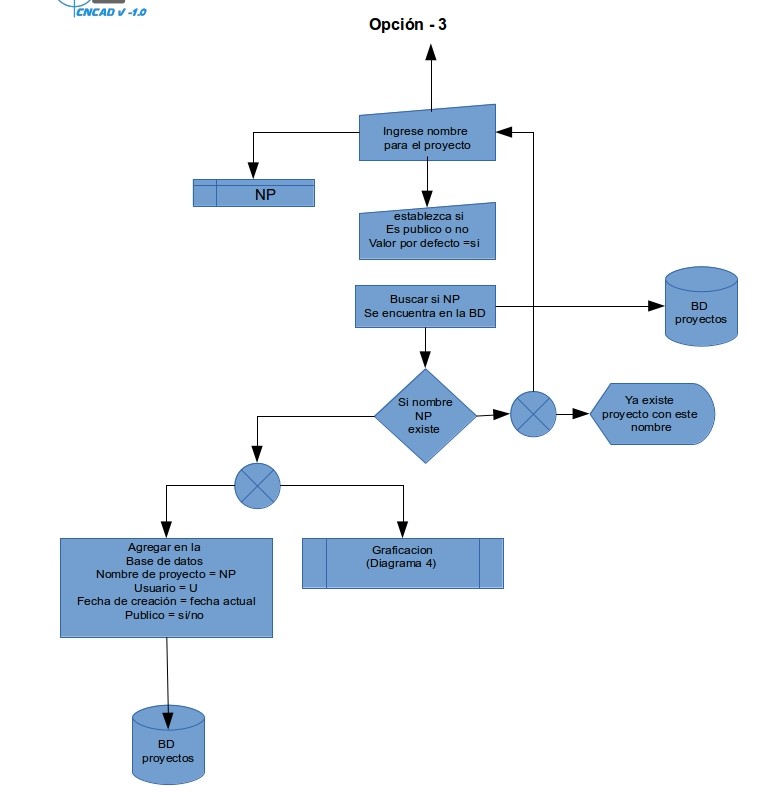 CNCAD V -1.0
Opción - 3
Ingrese nombre
para el proyecto
NP
establezca si
Es publico o no
Valor por defecto =si
Buscar si NP
Se encuentra en la BD
BD
proyectos
Si nombre
NP
existe
Ya existe
proyecto con este
nombre
Agregar en la
Base de datos
Nombre de proyecto = NP
Usuario = U
Fecha de creación = fecha actual
Publico = si/no
Graficacion
(Diagrama 4)
BD
proyectos